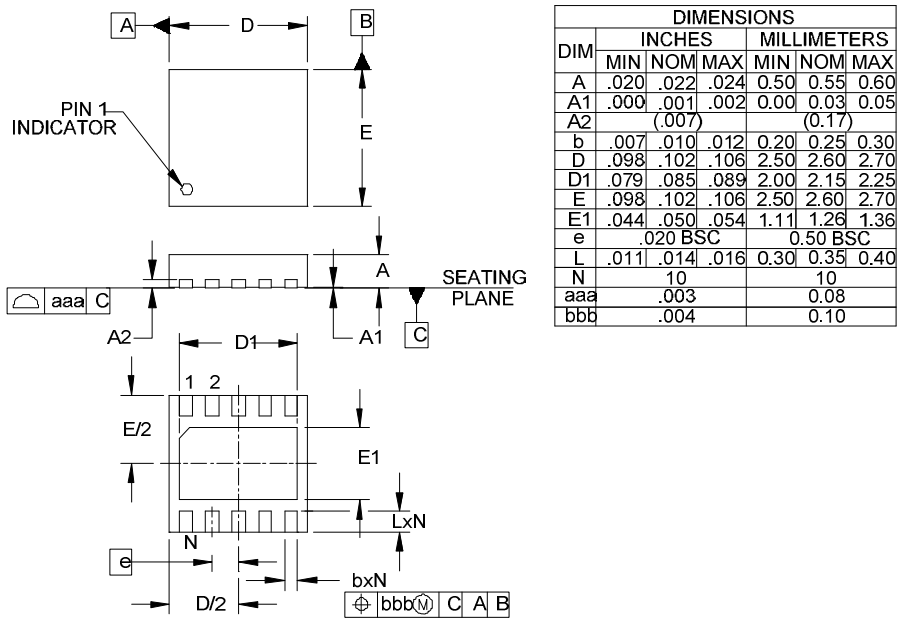 A D B
PIN 1
INDICATOR
E
A
SEATING
PLANE
aaa C
A2 A1 C
D1
1 2
E/2
E1
LxN
N
e
bxN
D/2
bbb M C A B
DIMENSIONS
DIM INCHES MILLIMETERS
MIN NOM MAX MIN NOM MAX
A .020 .022 .024 0.50 0.55 0.60
A1 .000 .001 .002 0.00 0.03 0.05
A2 (.007) (0.17)
b .007 .010 .012 0.20 0.25 0.30
D .098 .102 .106 2.50 2.60 2.70
D1 .079 .085 .089 2.00 2.15 2.25
E .098 .102 .106 2.50 2.60 2.70
E1 .044 .050 .054 1.11 1.26 1.36
e .020 BSC 0.50 BSC
L .011 .014 .016 0.30 0.35 0.40
N 10 10
aaa .003 0.08
bbb .004 0.10